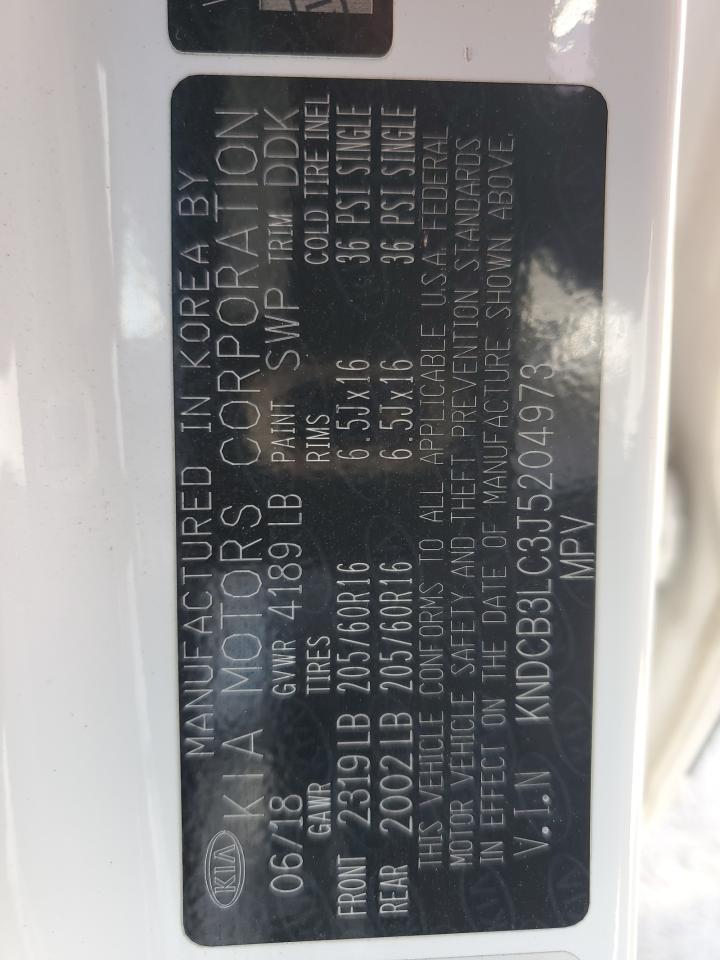 KIA MANUFACTURED IN KOREA BY
KIA MOTORS CORPORATION
06/18 GVWR 4189LB PAINT SWP TRIM DDK
GAWR TIRES RIMS COLD TIRE INFL
FRONT 2319LB 205/60R16 6.5Jx16 36 PSI SINGLE
REAR 2002LB 205/60R16 6.5Jx16 36 PSI SINGLE
THIS VEHICLE CONFORMS TO ALL APPLICABLE U.S.A. FEDERAL
MOTOR VEHICLE SAFETY AND THEFT PREVENTION STANDARDS
IN EFFECT ON THE DATE OF MANUFACTURE SHOWN ABOVE.
V.I.N KNDCB3LC3J5204973
MPV